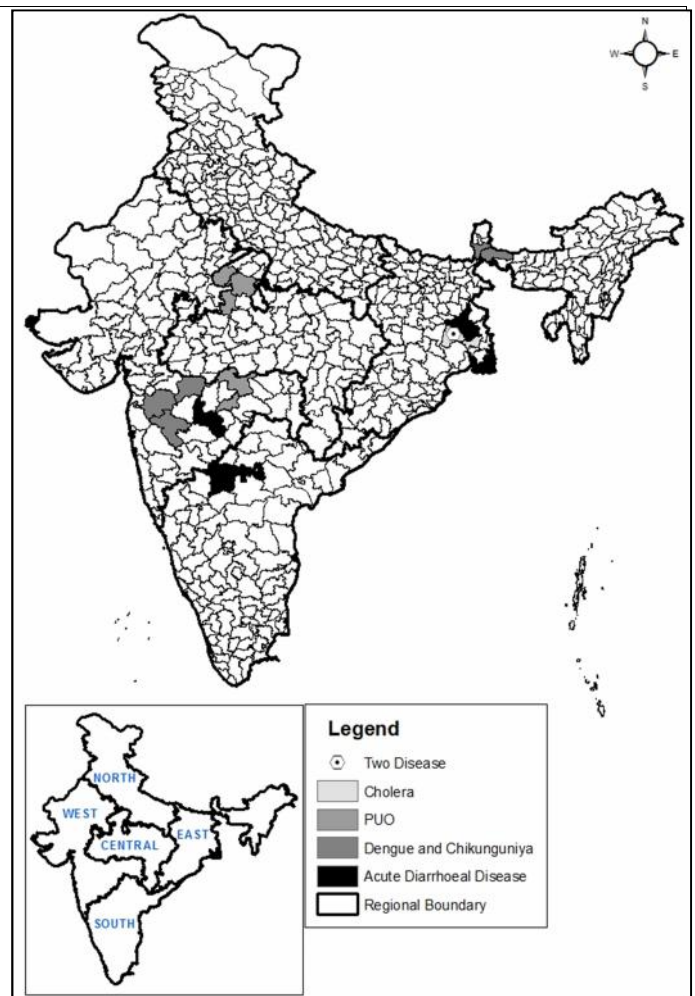 N
W E
S
NORTH
WEST
EAST
CENTRAL
SOUTH
Legend
Two Disease
Cholera
PUO
Dengue and Chikunguniya
Acute Diarrhoeal Disease
Regional Boundary